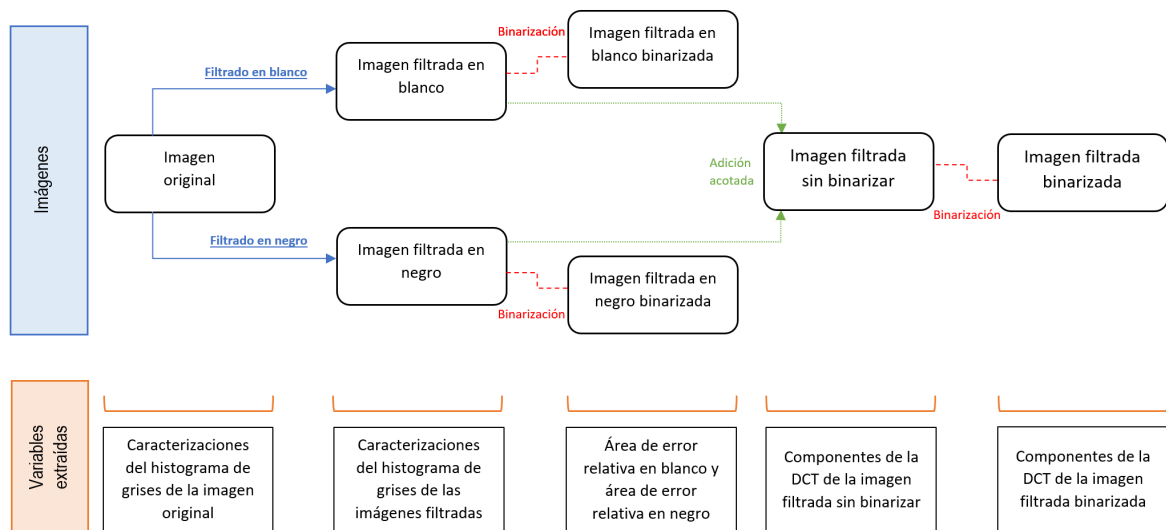 Imágenes
Imagen
original
Filtrado en blanco
Filtrado en negro
Imagen filtrada en
blanco
Imagen filtrada en
negro
Binarización
Imagen filtrada en
blanco binarizada
Binarización
Imagen filtrada en
negro binarizada
Adición
acotada
Imagen filtrada
sin binarizar
Binarización
Imagen filtrada
binarizada
Variables
extraídas
Caracterizaciones
del histograma de
grises de la imagen
original
Caracterizaciones
del histograma de
grises de las
imágenes filtradas
Área de error
relativa en blanco y
área de error
relativa en negro
Componentes de la
DCT de la imagen
filtrada sin binarizar
Componentes de la
DCT de la imagen
filtrada binarizada